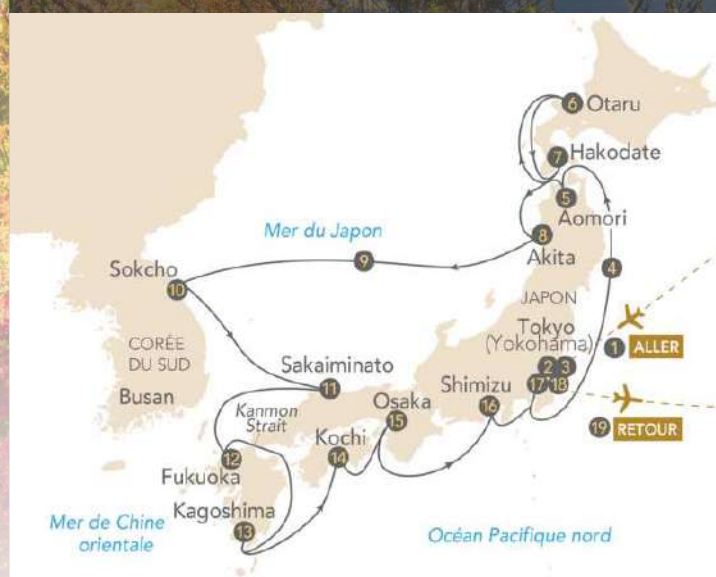 6 Otaru
7 Hakodate
5
Aomori
Mer du Japon
8
Akita
9
4
Sokcho
10
JAPON
CORÉE
DU SUD
Tokyo
(Yokohama)
1 ALLER
Busan
Sakaiminato
11
2 3
17 18
Shimizu
16
Osaka
15
Kanmon
Strait
Kochi
14
19 RETOUR
12
Fukuoka
Kagoshima
13
Mer de Chine
orientale
Océan Pacifique nord